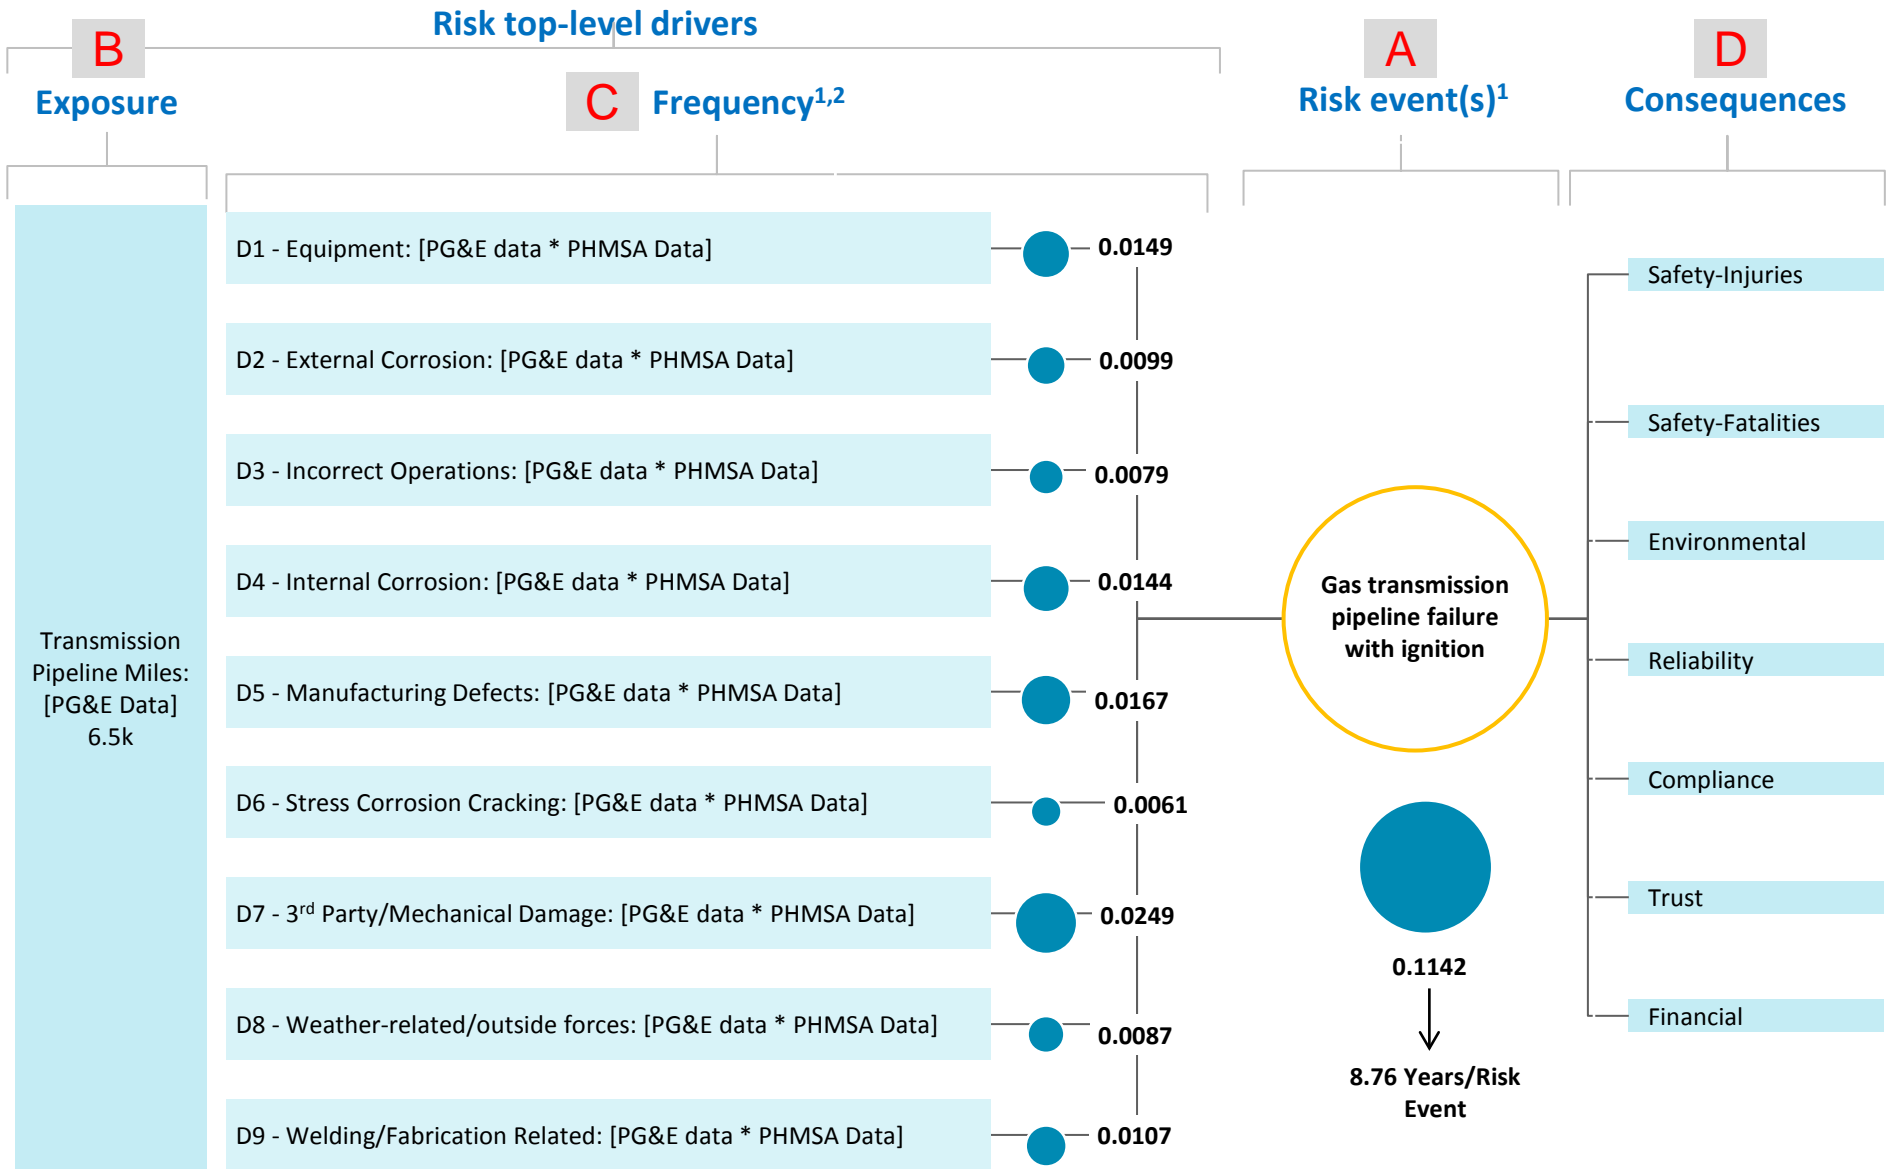 Risk top-level drivers
B
Exposure
C
Frequency1,2
A
Risk event(s)1
D
Consequences
Transmission
Pipeline Miles:
[PG&E Data]
6.5k
D1 - Equipment: [PG&E data * PHMSA Data]
0.0149
D2 - External Corrosion: [PG&E data * PHMSA Data]
0.0099
D3 - Incorrect Operations: [PG&E data * PHMSA Data]
0.0079
D4 - Internal Corrosion: [PG&E data * PHMSA Data]
0.0144
D5 - Manufacturing Defects: [PG&E data * PHMSA Data]
0.0167
D6 - Stress Corrosion Cracking: [PG&E data * PHMSA Data]
0.0061
D7 - 3rd Party/Mechanical Damage: [PG&E data * PHMSA Data]
0.0249
D8 - Weather-related/outside forces: [PG&E data * PHMSA Data]
0.0087
D9 - Welding/Fabrication Related: [PG&E data * PHMSA Data]
0.0107
Gas transmission
pipeline failure
with ignition
0.1142
8.76 Years/Risk
Event
Safety-Injuries
Safety-Fatalities
Environmental
Reliability
Compliance
Trust
Financial